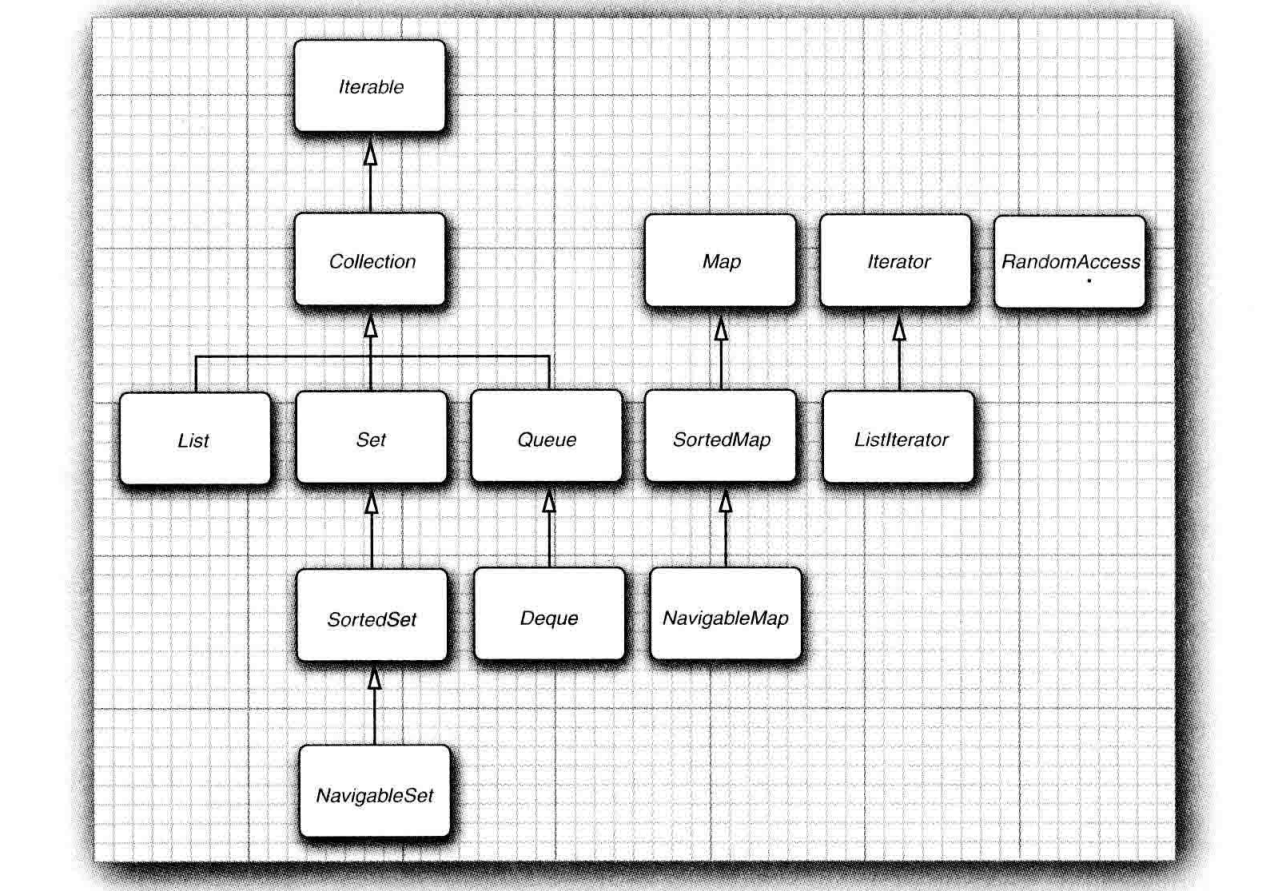 Iterable
Collection
Map
Iterator
RandomAccess
List
Set
Queue
SortedMap
ListIterator
SortedSet
Deque
NavigableMap
NavigableSet